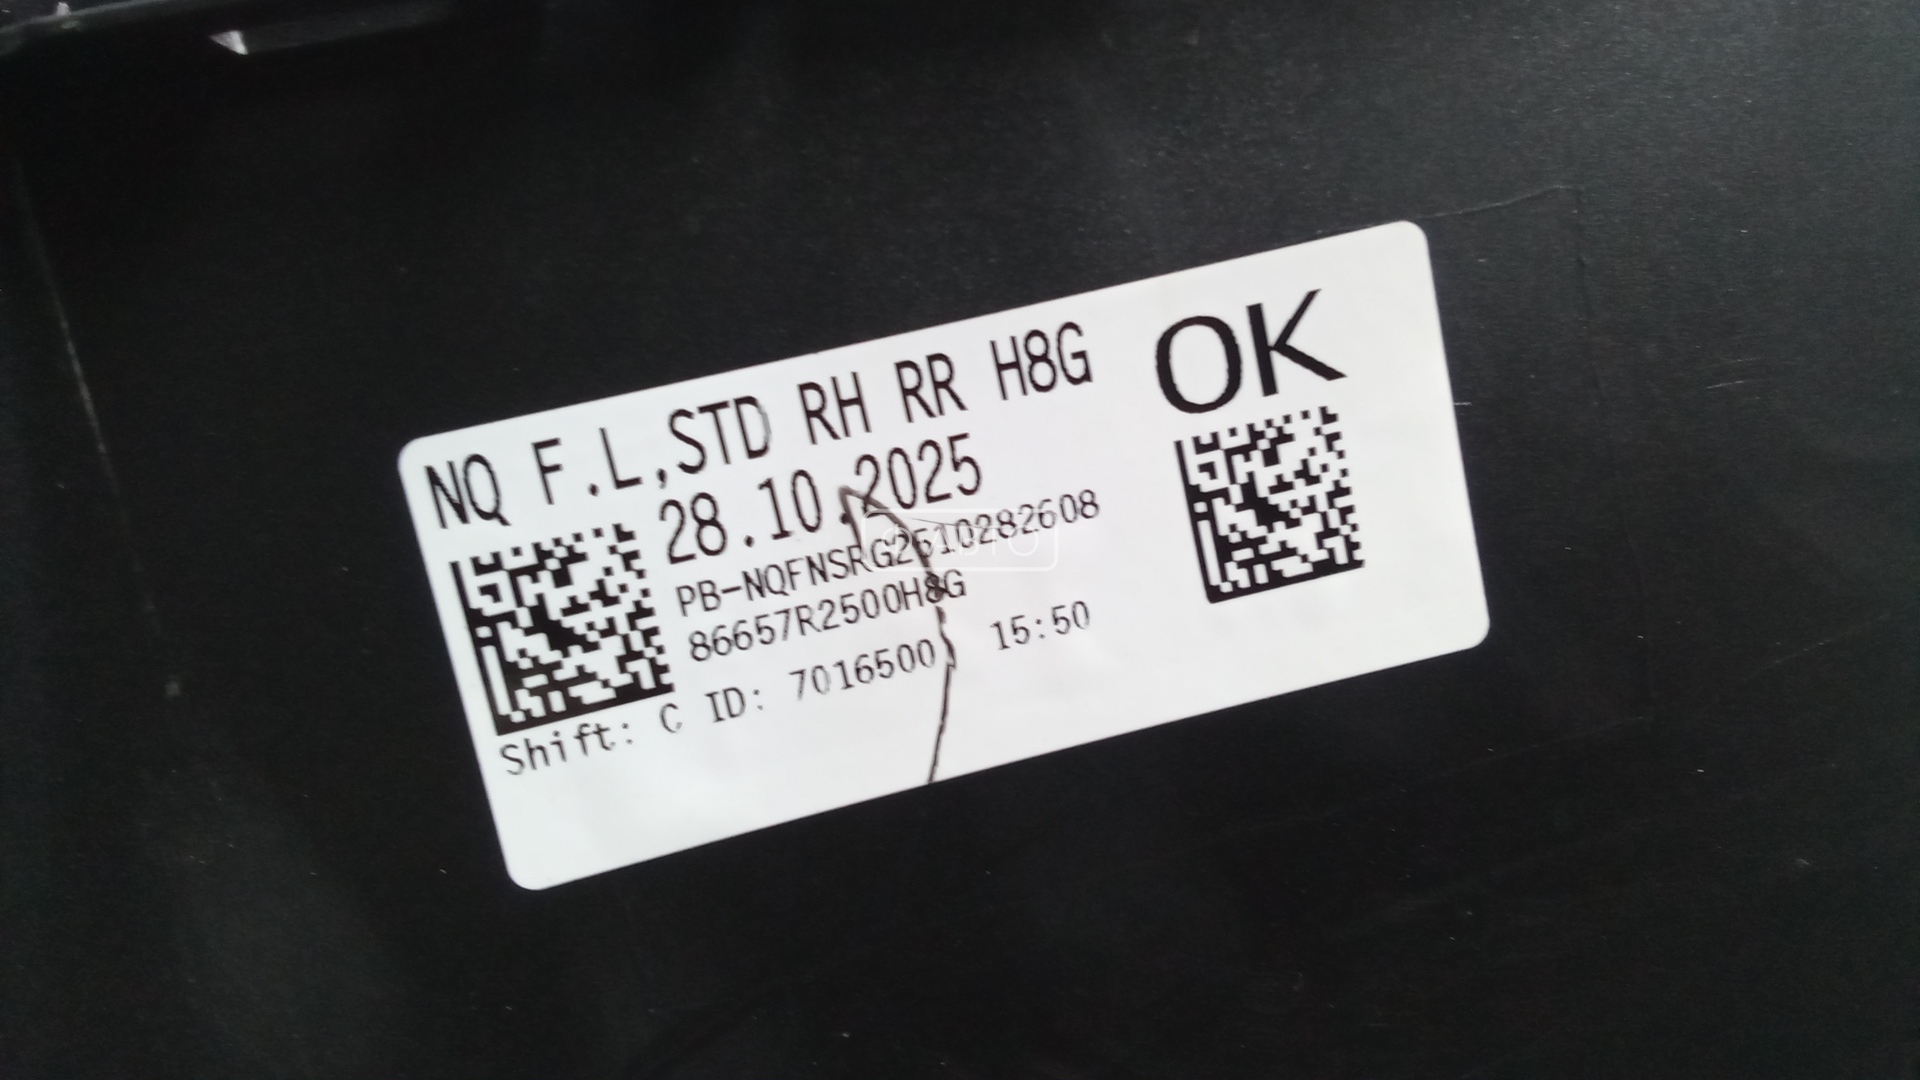 NQ F.L,STD RH RR H8G
OK
28.10.2025
PB-NQFNSRG2510282608
86657R2500H8G
Shift: C ID: 7016500 15:50